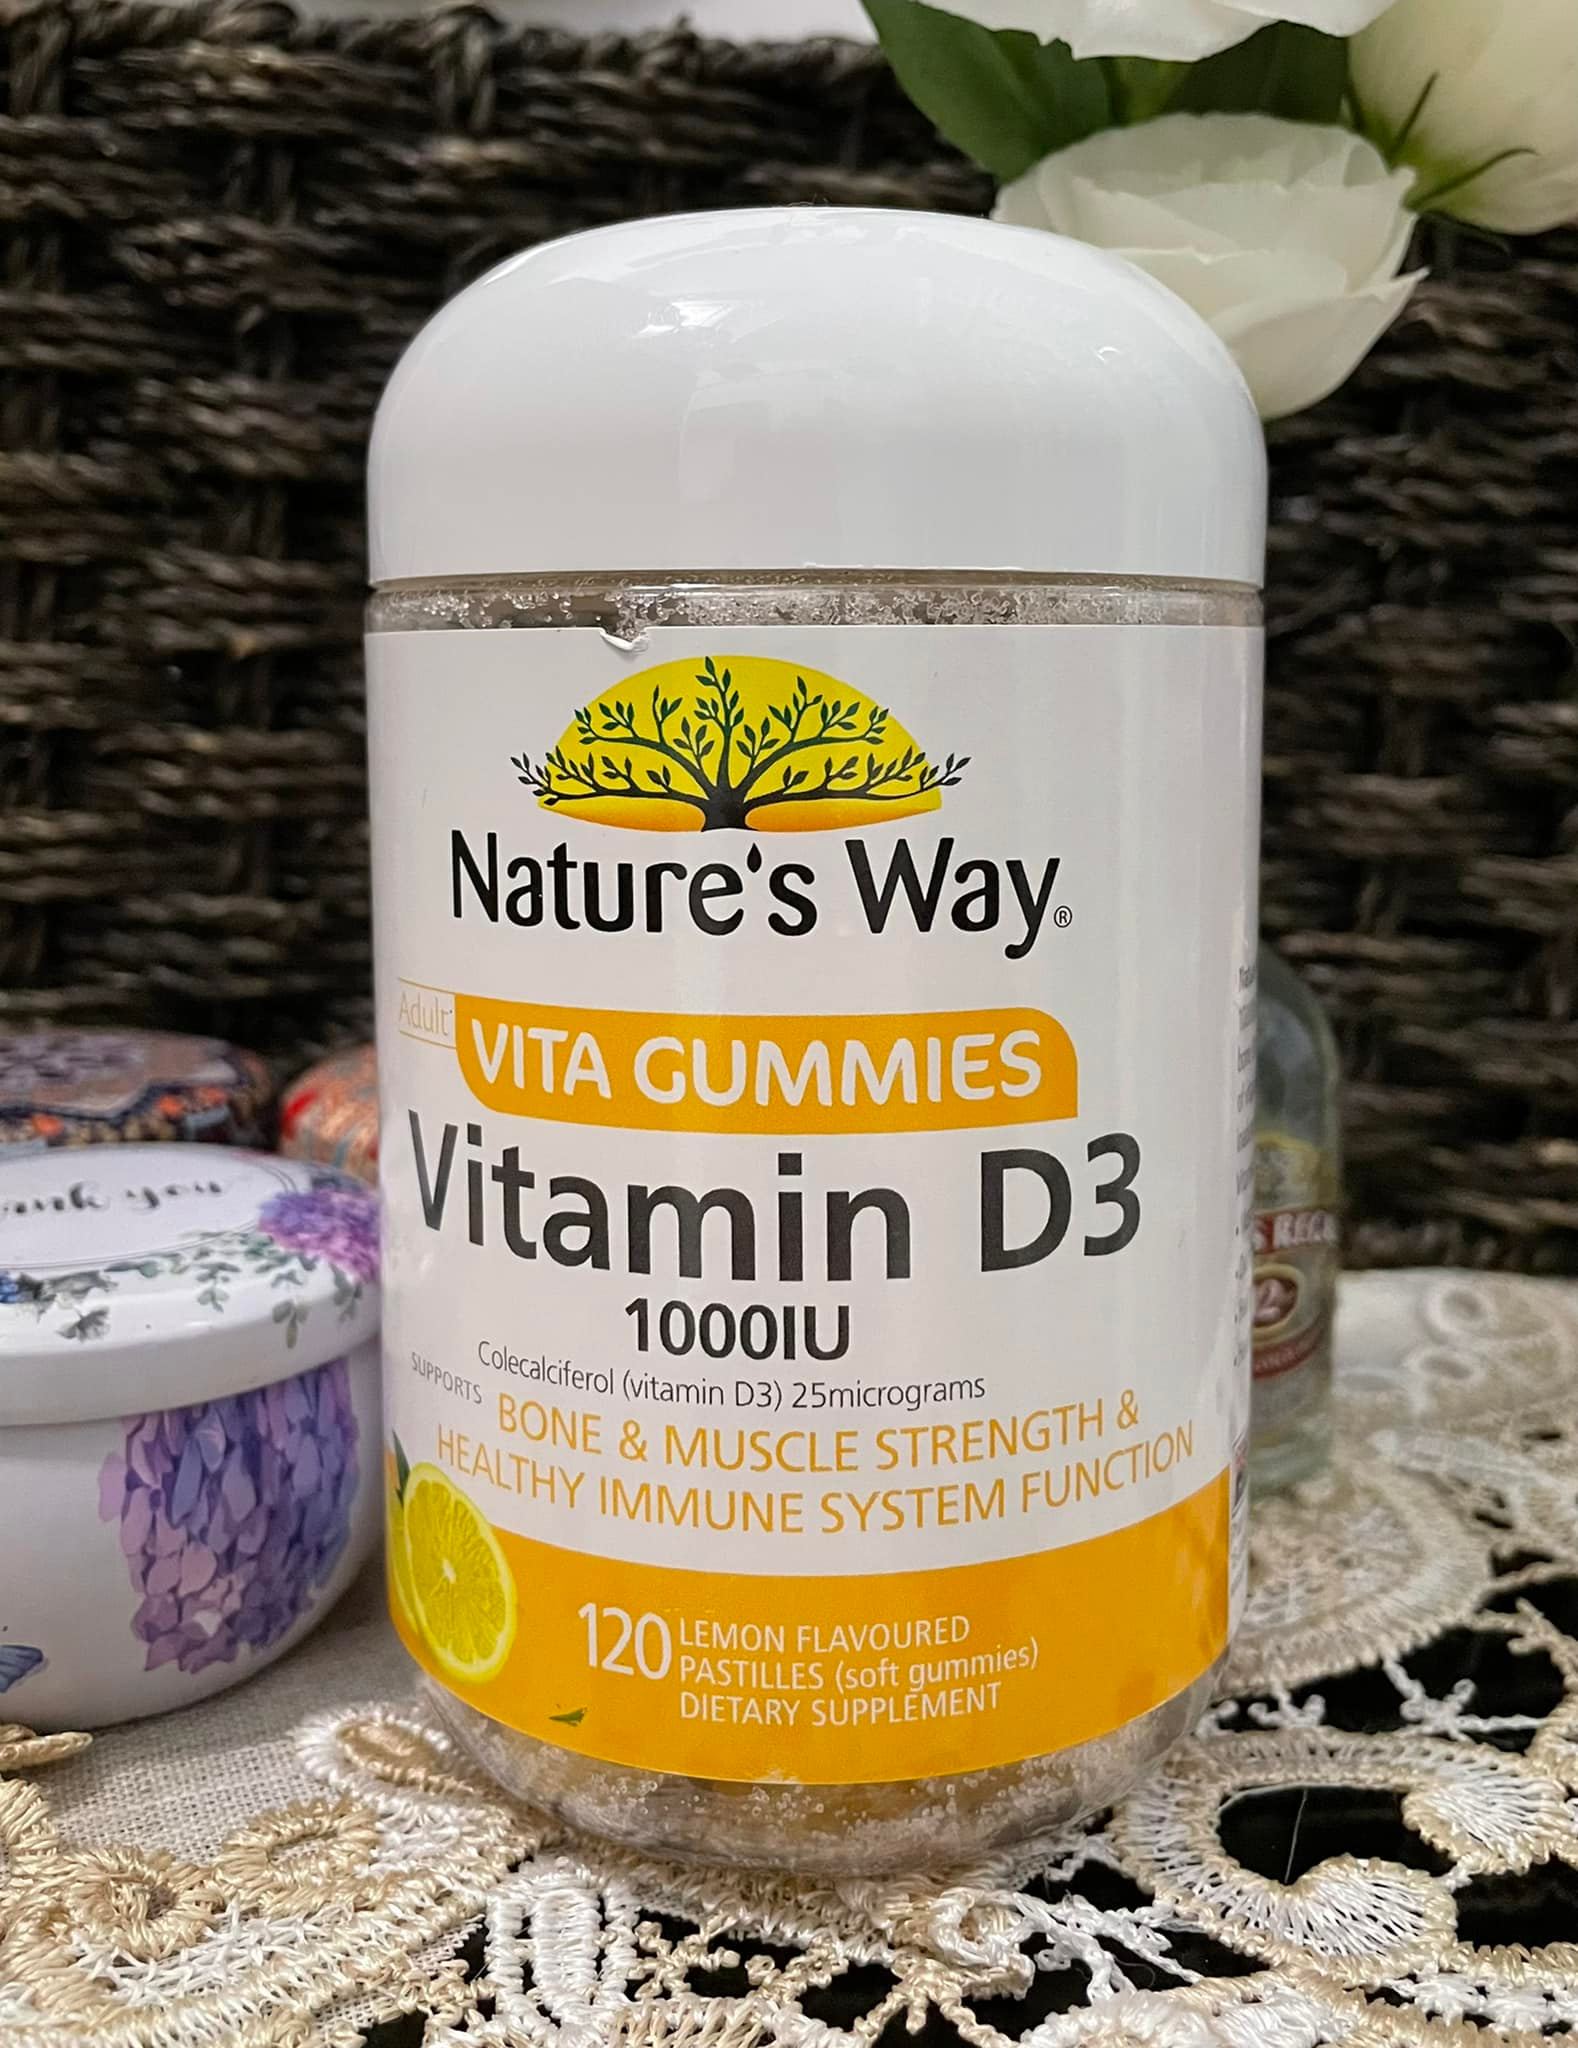 Nature's Way®
Adult
VITA GUMMIES
Vitamin D3
1000IU
Colecalciferol (vitamin D3) 25micrograms
SUPPORTS BONE & MUSCLE STRENGTH &
HEALTHY IMMUNE SYSTEM FUNCTION
120 LEMON FLAVOURED
PASTILLES (soft gummies)
DIETARY SUPPLEMENT
you